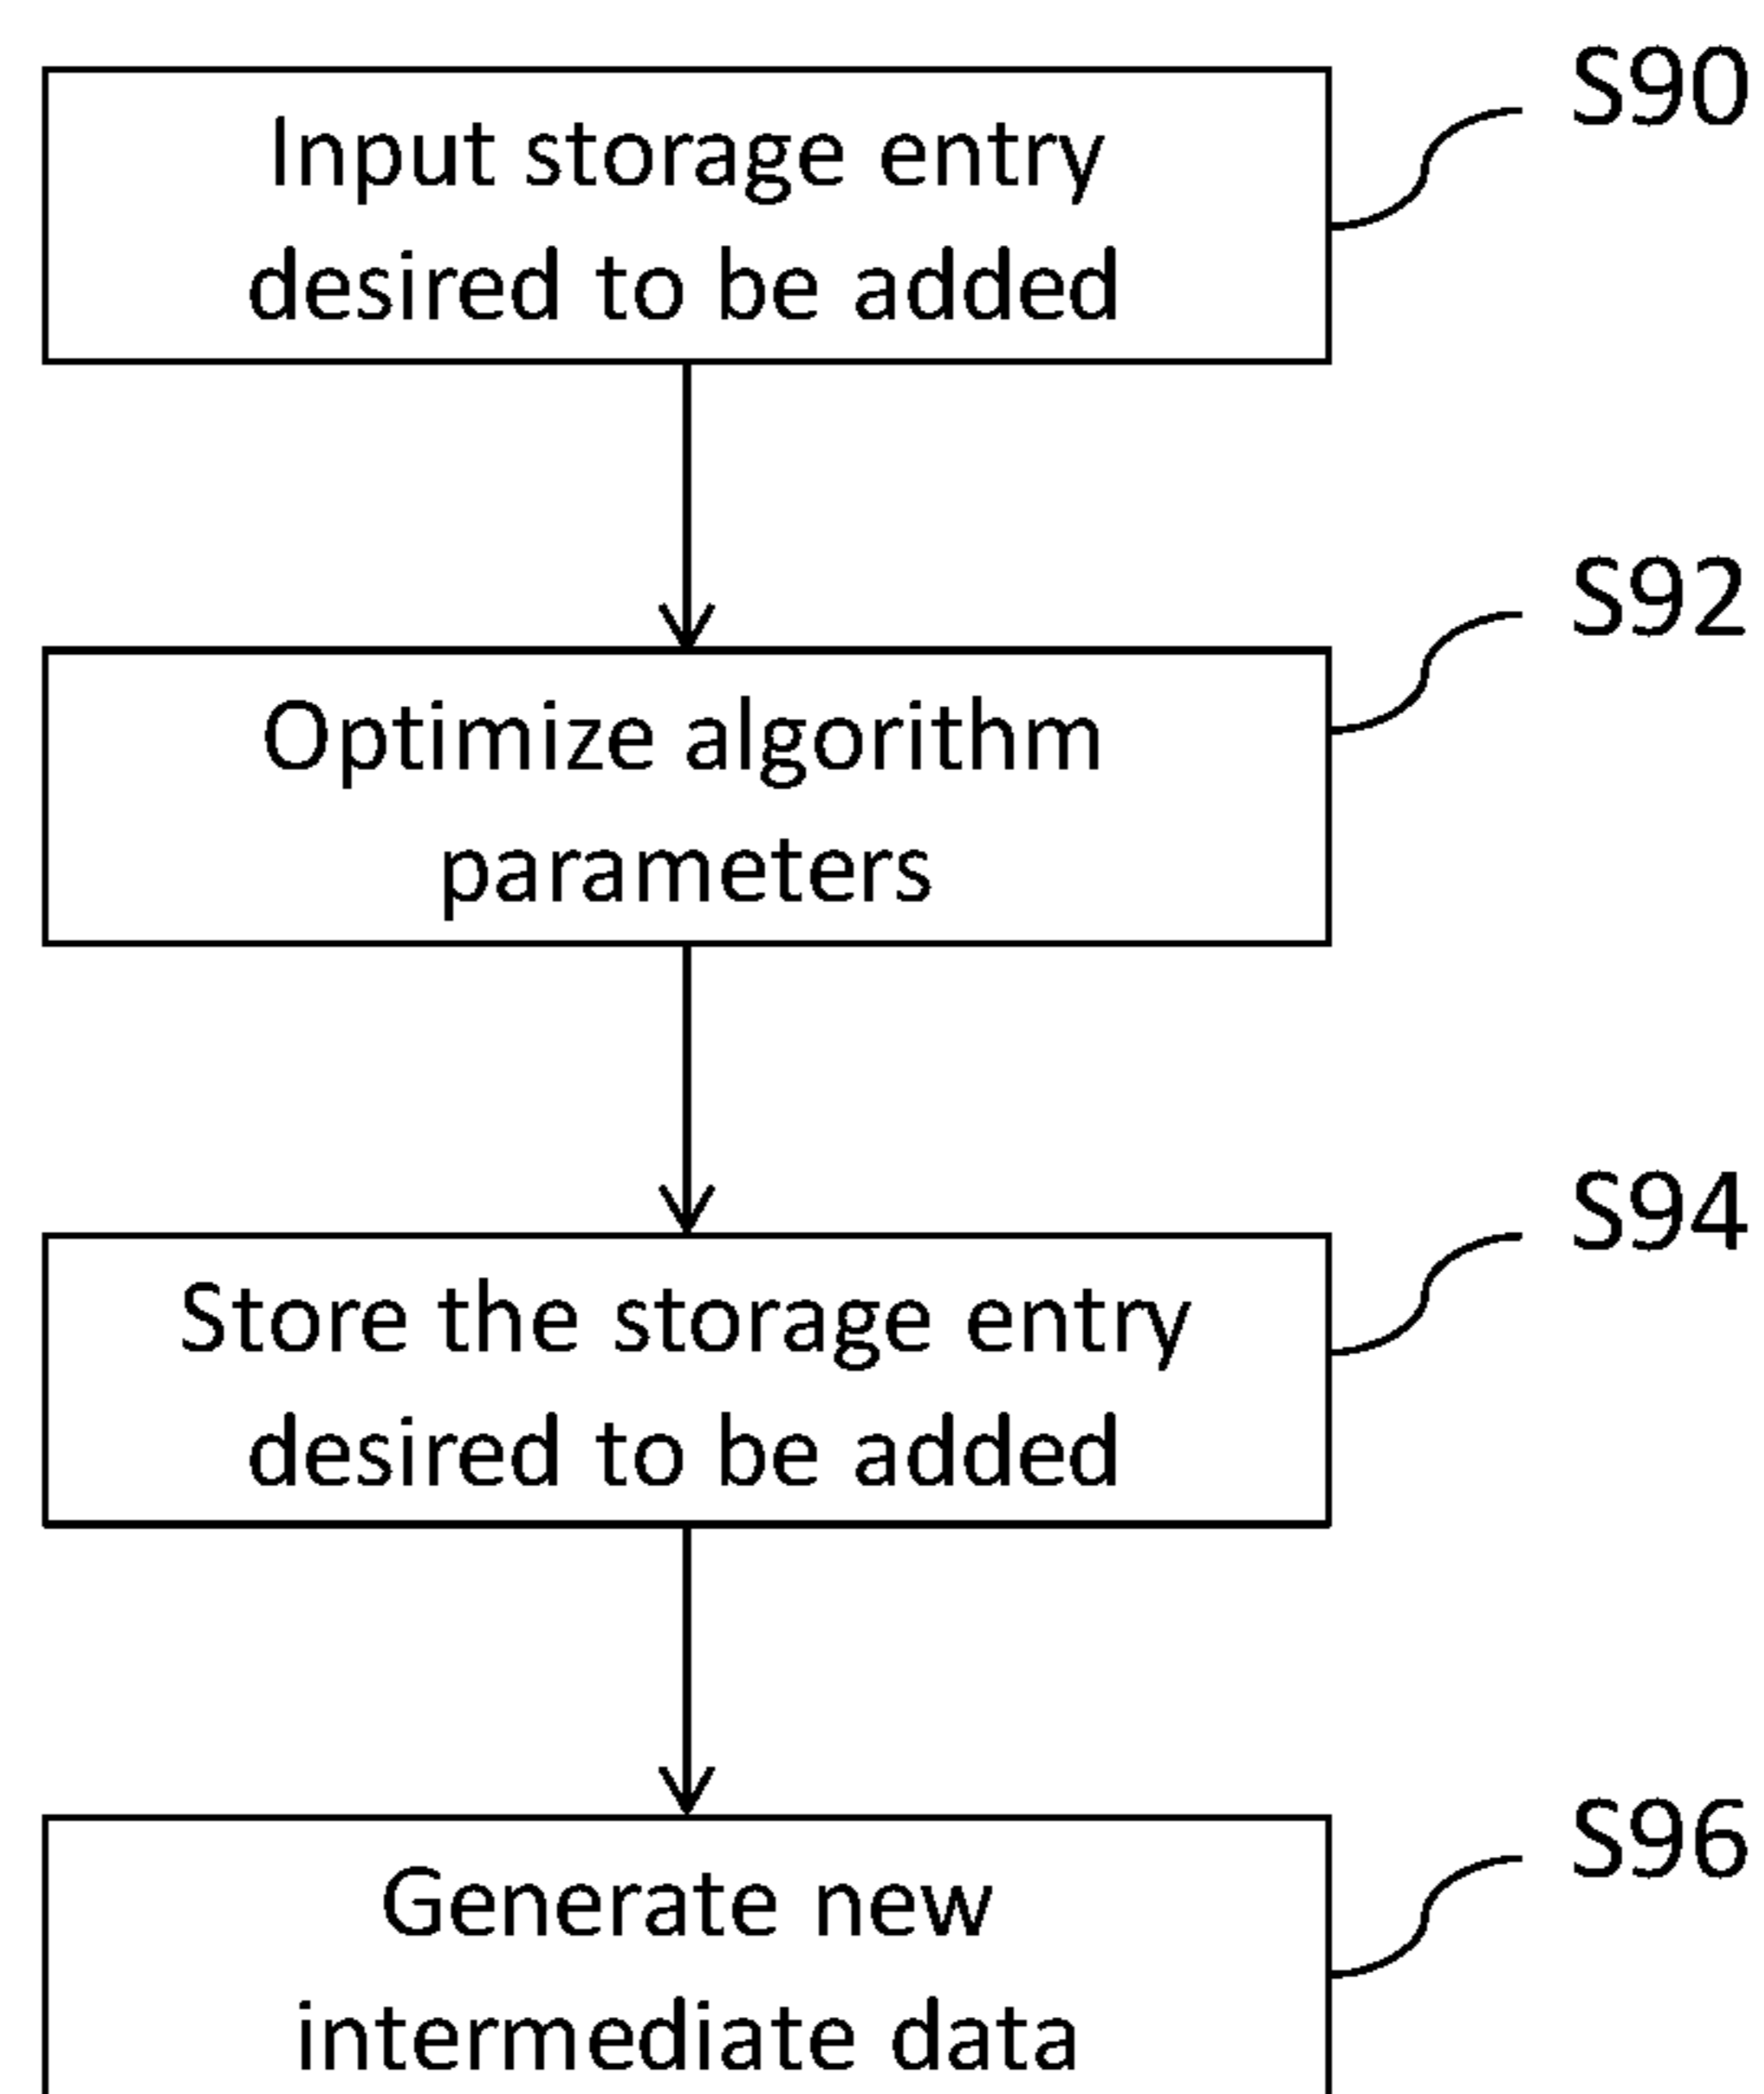 S90
Input storage entry
desired to be added
S92
Optimize algorithm
parameters
S94
Store the storage entry
desired to be added
S96
Generate new
intermediate data